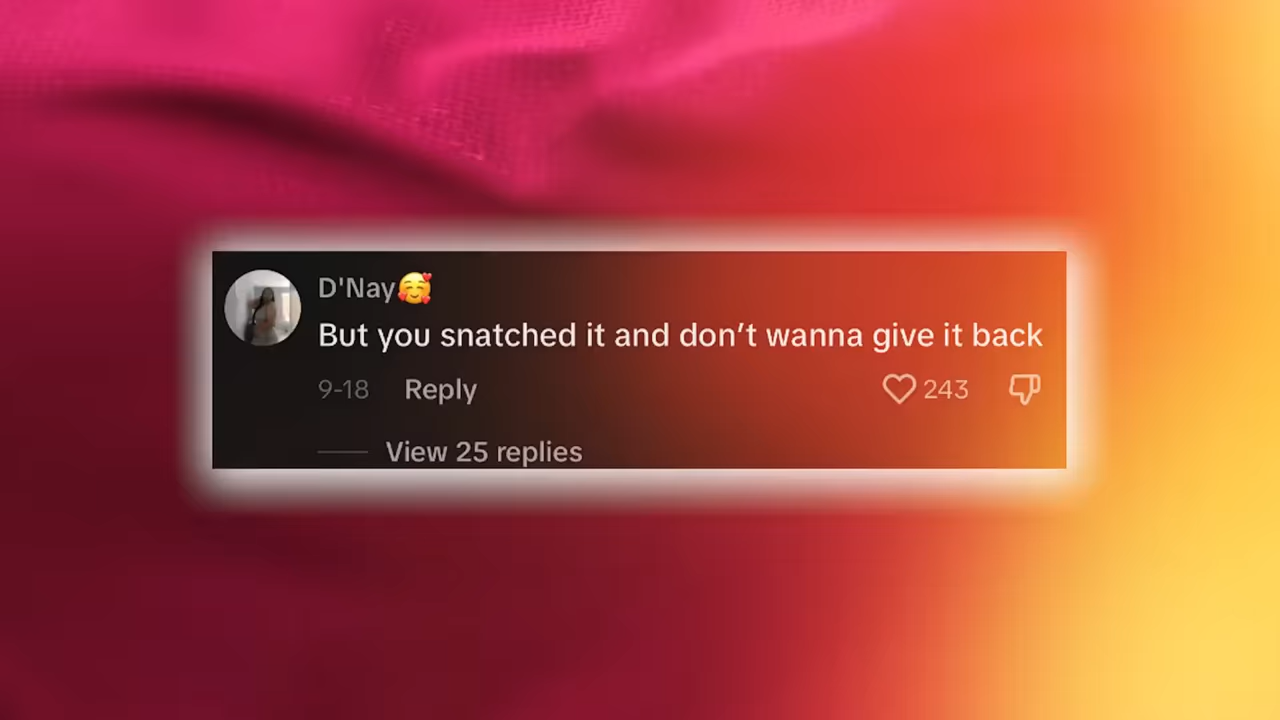 D'Nay🥰
But you snatched it and don’t wanna give it back
9-18 Reply 243
View 25 replies